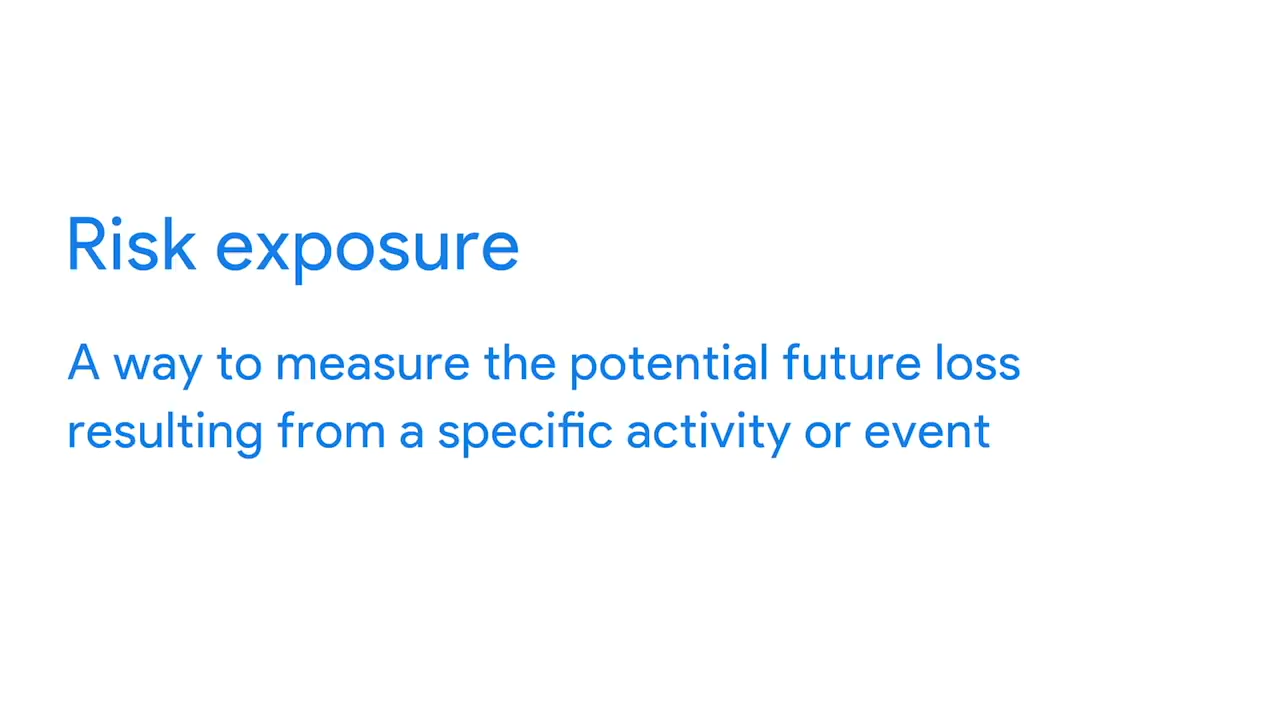 Risk exposure
A way to measure the potential future loss
resulting from a specific activity or event